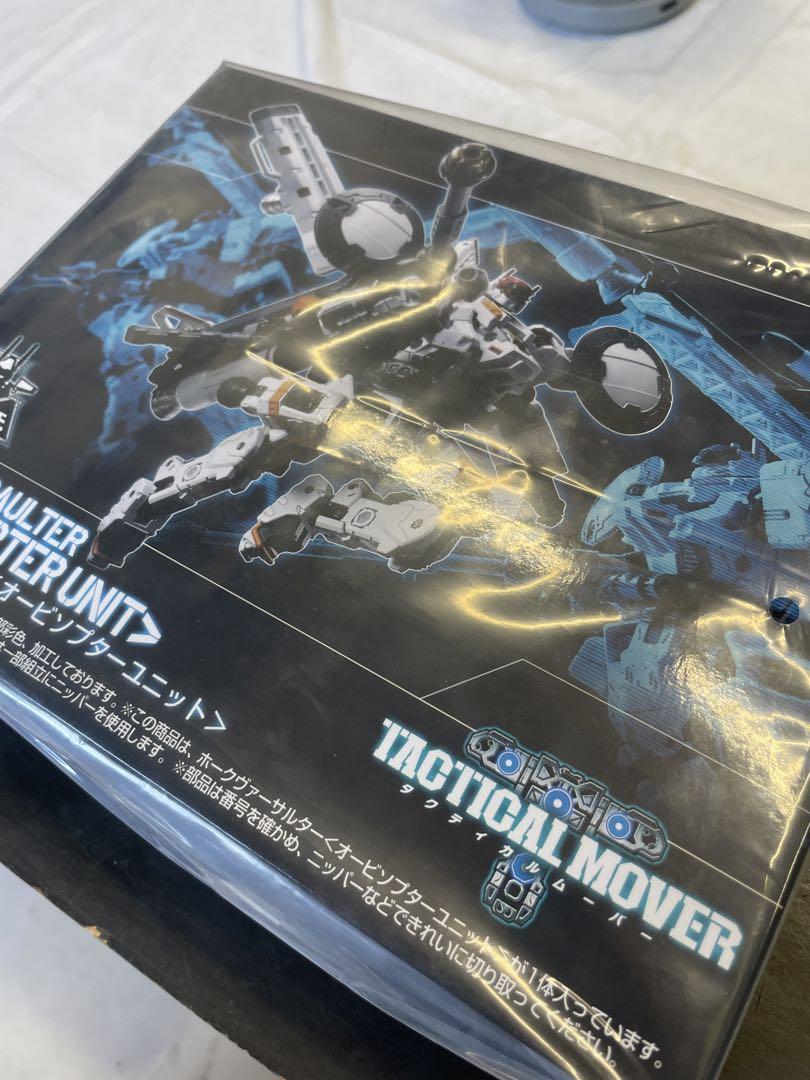 AULTER
TER UNIT>
<オービソプターユニット>
部彩色、加工しております。※この商品は、ホークヴァーサルター<オービソプターユニット>が1体入っています。
一部組立にニッパーを使用します。※部品は番号を確かめ、ニッパーなどできれいに切り取ってください。
TACTICAL MOVER
タクティカルムーバー